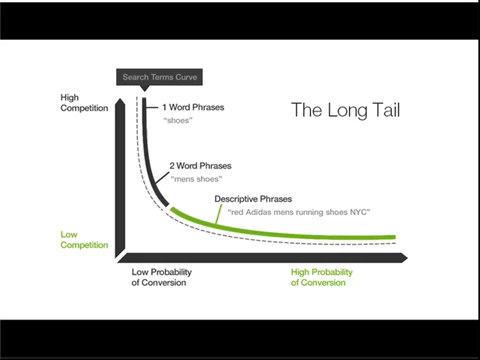 Search Terms Curve
The Long Tail
High
Competition
1 Word Phrases
“shoes”
2 Word Phrases
“mens shoes”
Descriptive Phrases
“red Adidas mens running shoes NYC”
Low
Competition
Low Probability
of Conversion
High Probability
of Conversion